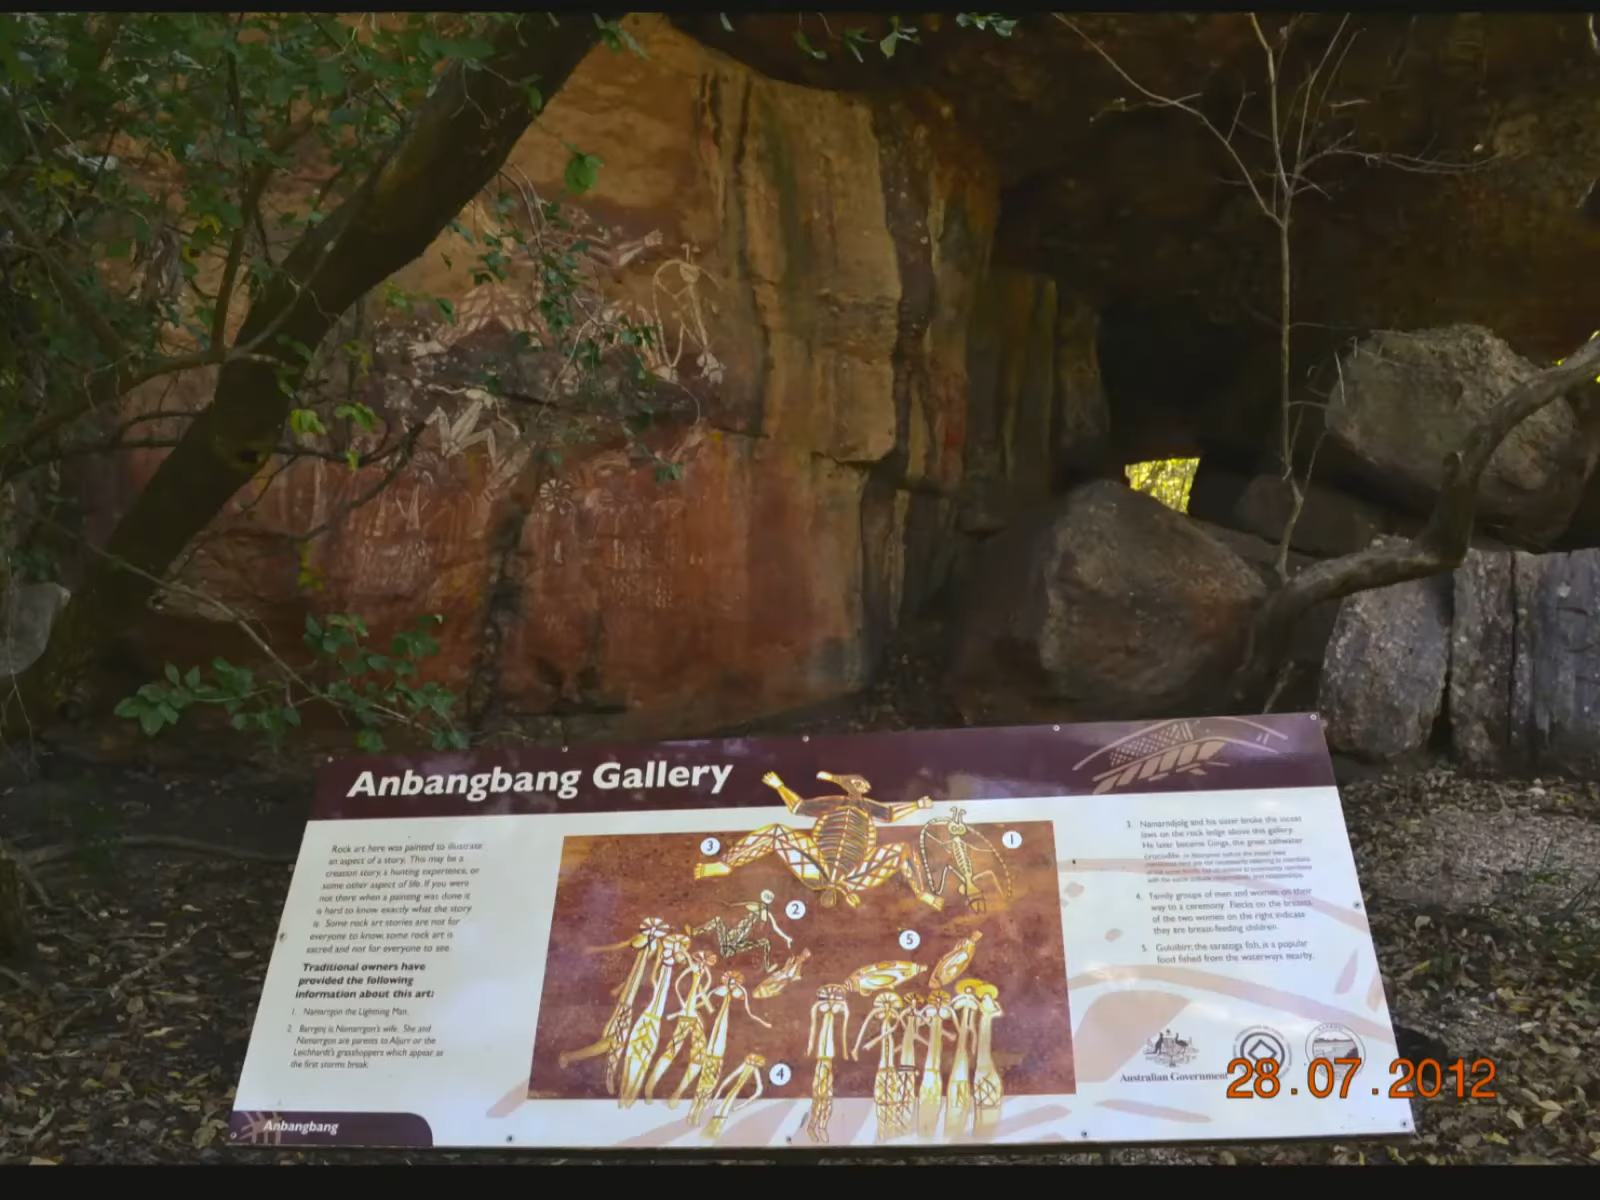 Anbangbang Gallery
Rock art here was painted to illustrate
an aspect of a story. This may be a
creation story, a hunting experience, or
some other aspect of life. If you were
not there when a painting was done it
is hard to know exactly what the story
is. Some rock art stories are not for
everyone to know, some rock art is
sacred and not for everyone to see.
Traditional owners have
provided the following
information about this art:
1. Namarrgon the Lightning Man.
2. Barrginj is Namarrgon's wife. She and
Namarrgon are parents to Aljurr or the
Leichhardt's grasshoppers which appear as
the first storms break.
3
1
2
5
4
3. Namarndjolg and his sister broke the incest
laws on the rock ledge above this gallery.
He later became Ginga, the great saltwater
crocodile.
4. Family groups of men and women on their
way to a ceremony. Flecks on the breasts
of the two women on the right indicate
they are breast-feeding children.
5. Guluibirr, the saratoga fish, is a popular
food fished from the waterways nearby.
Australian Government
28.07.2012
Anbangbang